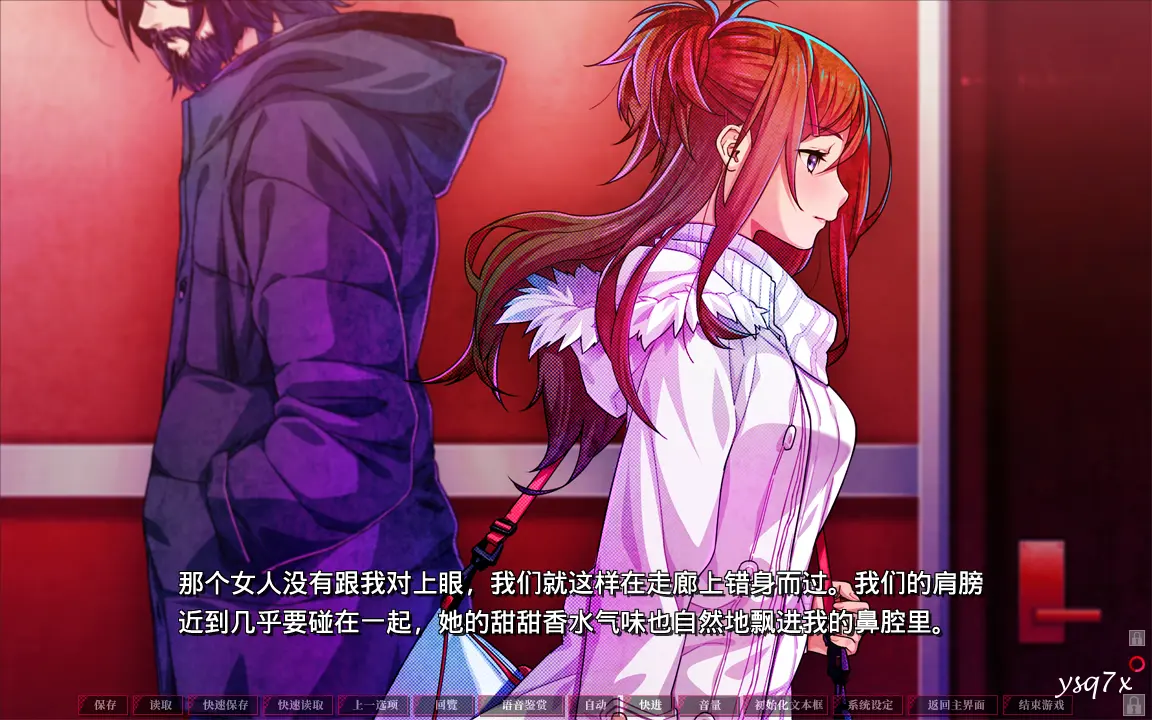 那个女人没有跟我对上眼，我们就这样在走廊上错身而过。我们的肩膀
近到几乎要碰在一起，她的甜甜香水气味也自然地飘进我的鼻腔里。
ysq7x
保存 读取 快速保存 快速读取 上一选项 回览 语音鉴赏 自动 快进 音量 初始化文本框 系统设定 返回主界面 结束游戏